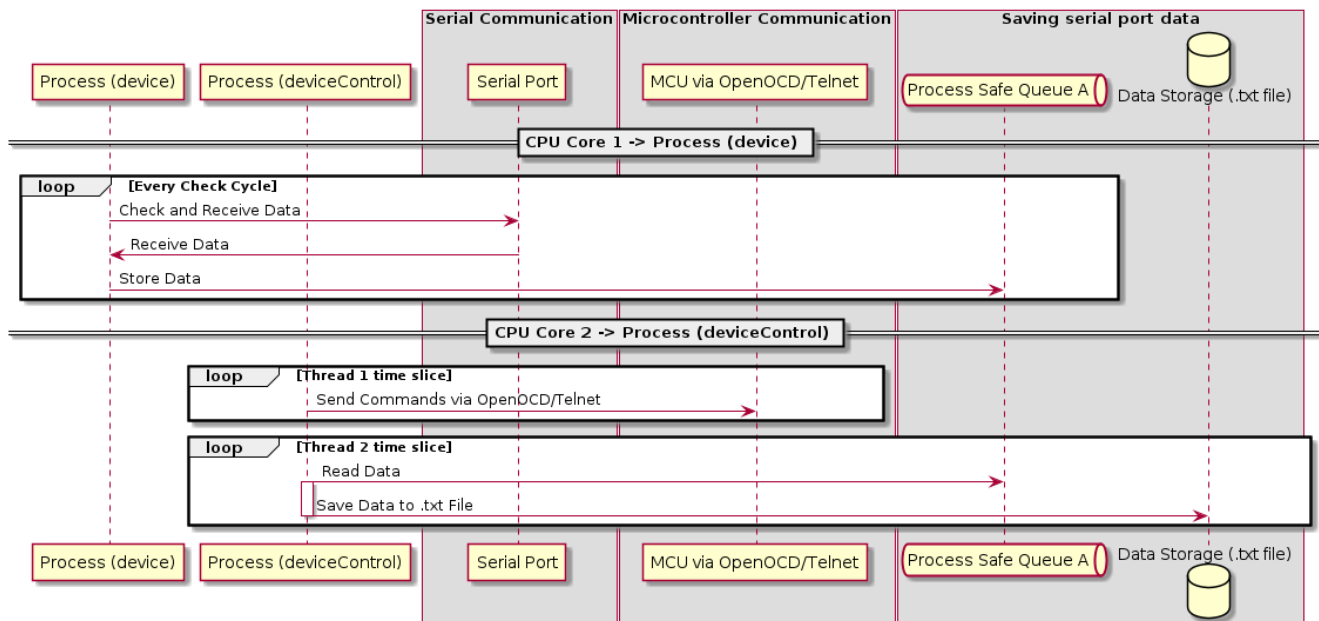 Serial Communication
Microcontroller Communication
Saving serial port data
Process (device)
Process (deviceControl)
Serial Port
MCU via OpenOCD/Telnet
Process Safe Queue A
Data Storage (.txt file)
CPU Core 1 -> Process (device)
loop
[Every Check Cycle]
Check and Receive Data
Receive Data
Store Data
CPU Core 2 -> Process (deviceControl)
loop
[Thread 1 time slice]
Send Commands via OpenOCD/Telnet
loop
[Thread 2 time slice]
Read Data
Save Data to .txt File
Process (device)
Process (deviceControl)
Serial Port
MCU via OpenOCD/Telnet
Process Safe Queue A
Data Storage (.txt file)